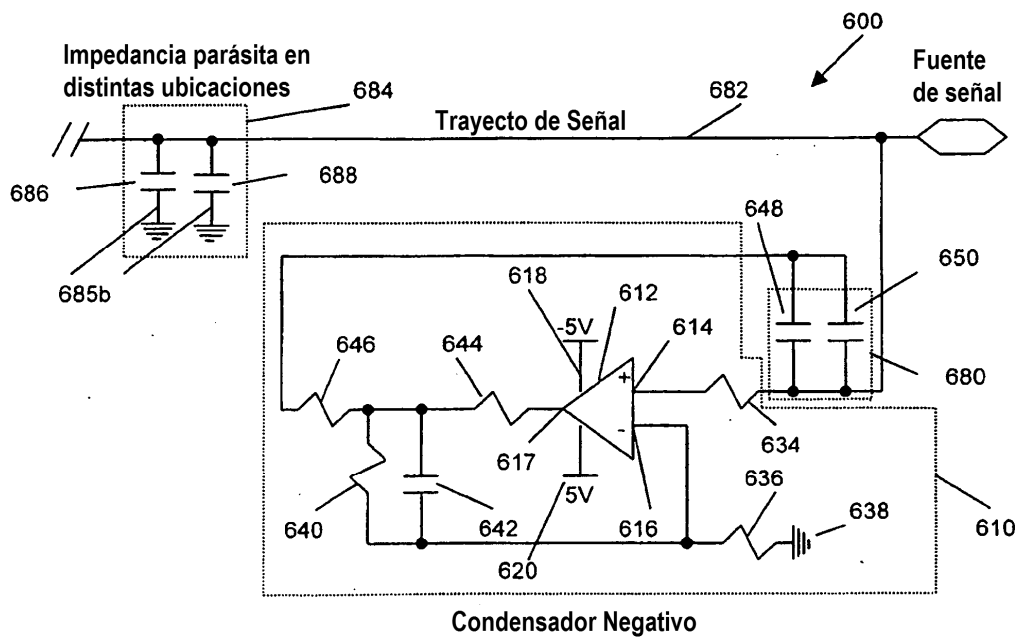 600
Impedancia parásita en
distintas ubicaciones
Fuente
de señal
684
682
Trayecto de Señal
686
688
685b
648
650
618
612
-5V
614
646
644
680
+
-
617
634
5V
636
640
642
616
638
610
620
Condensador Negativo